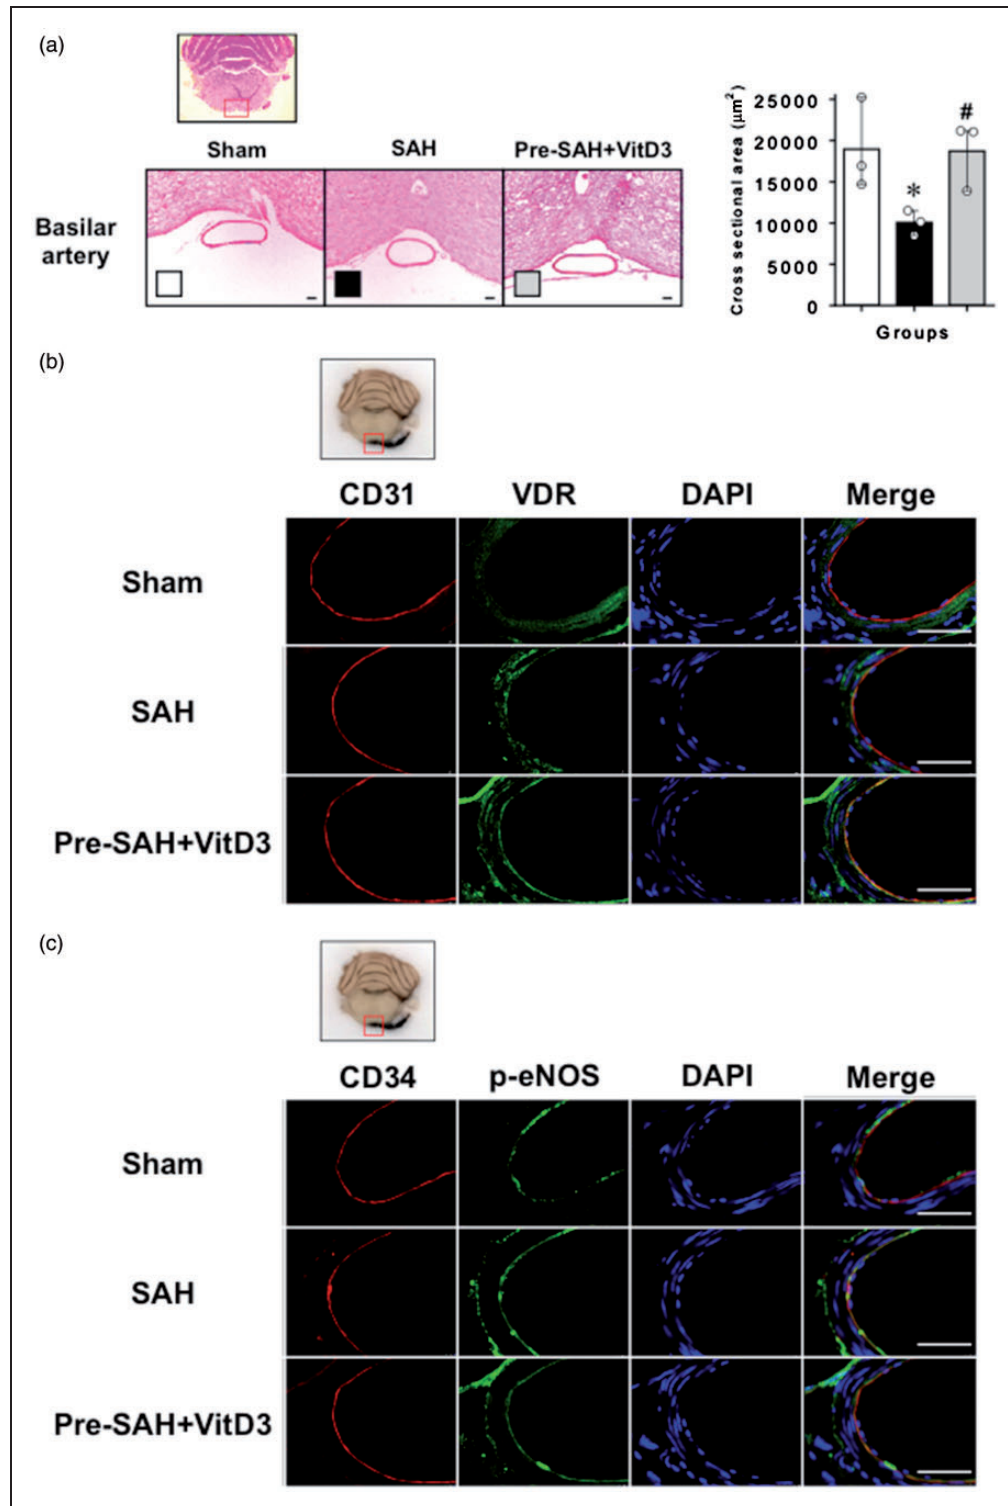 (a)
Sham
SAH
Pre-SAH+VitD3
Basilar
artery
Cross sectional area (µm²)
25000
20000
15000
10000
5000
0
*
#
Groups
(b)
CD31
VDR
DAPI
Merge
Sham
SAH
Pre-SAH+VitD3
(c)
CD34
p-eNOS
DAPI
Merge
Sham
SAH
Pre-SAH+VitD3